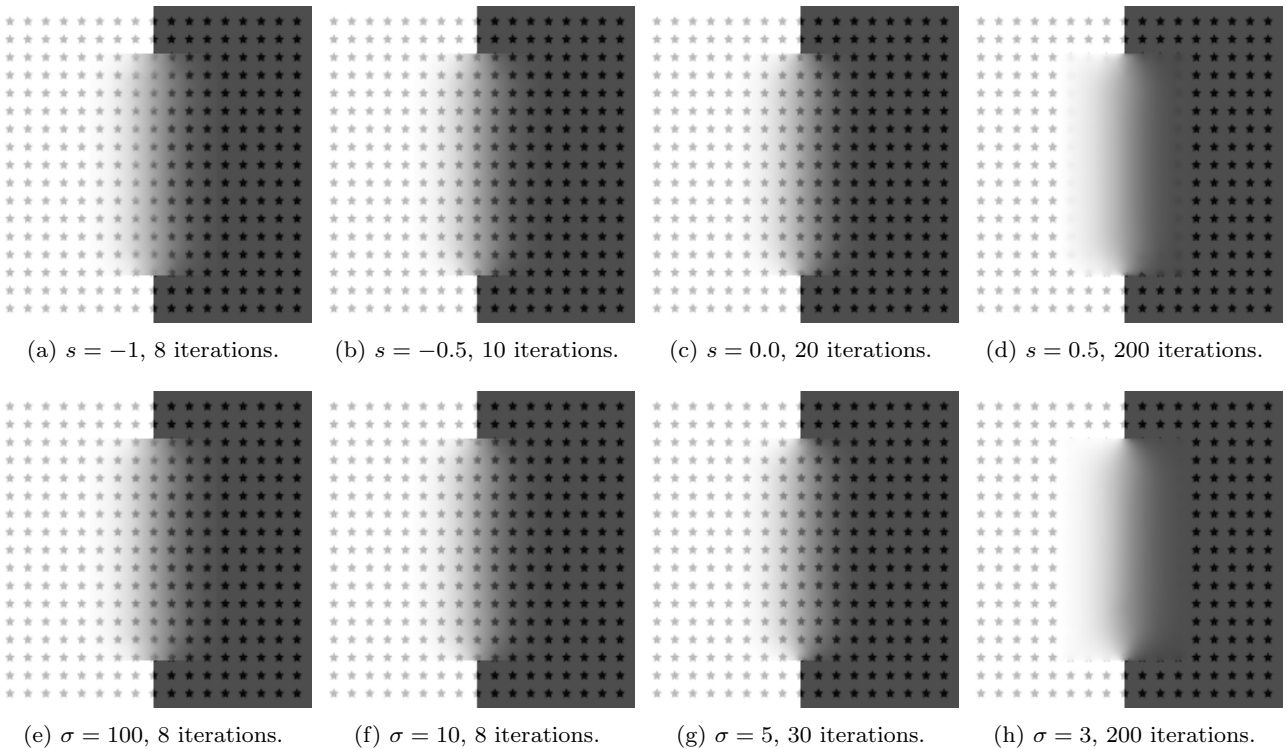 (a) s = −1, 8 iterations.
(b) s = −0.5, 10 iterations.
(c) s = 0.0, 20 iterations.
(d) s = 0.5, 200 iterations.
(e) σ = 100, 8 iterations.
(f) σ = 10, 8 iterations.
(g) σ = 5, 30 iterations.
(h) σ = 3, 200 iterations.